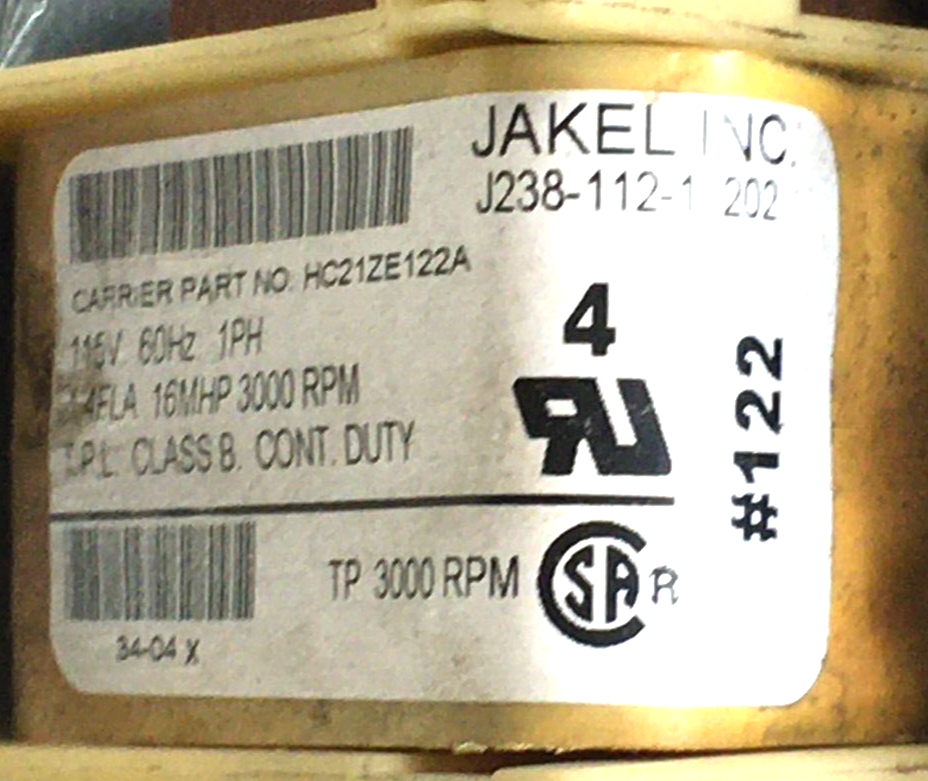 JAKEL INC.
J238-112-1 202
CARRIER PART NO. HC21ZE122A
115V 60Hz 1PH
16MHP 3000 RPM
CLASS B. CONT. DUTY
4
#122
TP 3000 RPM
SA R
34-04 X